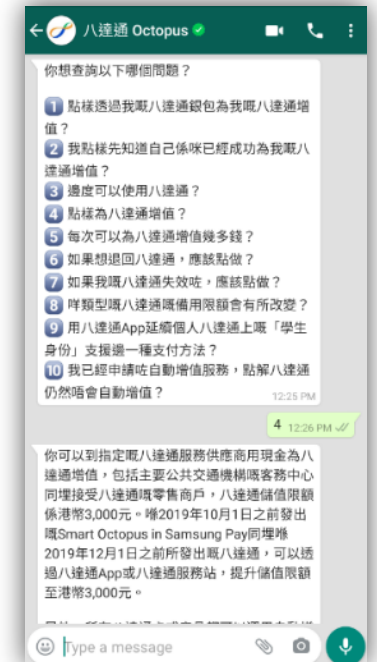 八達通 Octopus
你想查詢以下哪個問題？
1 點樣透過我嘅八達通銀包為我嘅八達通增
值？
2 我點樣先知道自己係咪已經成功為我嘅八
達通增值？
3 邊度可以使用八達通？
4 點樣為八達通增值？
5 每次可以為八達通增值幾多錢？
6 如果想退回八達通，應該點做？
7 如果我嘅八達通失效咗，應該點做？
8 咩類型嘅八達通嘅備用限額會有所改變？
9 用八達通App延續個人八達通上嘅「學生
身份」支援邊一種支付方法？
10 我已經申請咗自動增值服務，點解八達通
仍然唔會自動增值？
12:25 PM
4 12:26 PM
你可以到指定嘅八達通服務供應商用現金為八
達通增值，包括主要公共交通機構嘅客務中心
同埋接受八達通嘅零售商戶，八達通儲值限額
係港幣3,000元。喺2019年10月1日之前發出
嘅Smart Octopus in Samsung Pay同埋喺
2019年12月1日之前所發出嘅八達通，可以透
過八達通App或八達通服務站，提升儲值限額
至港幣3,000元。
Type a message